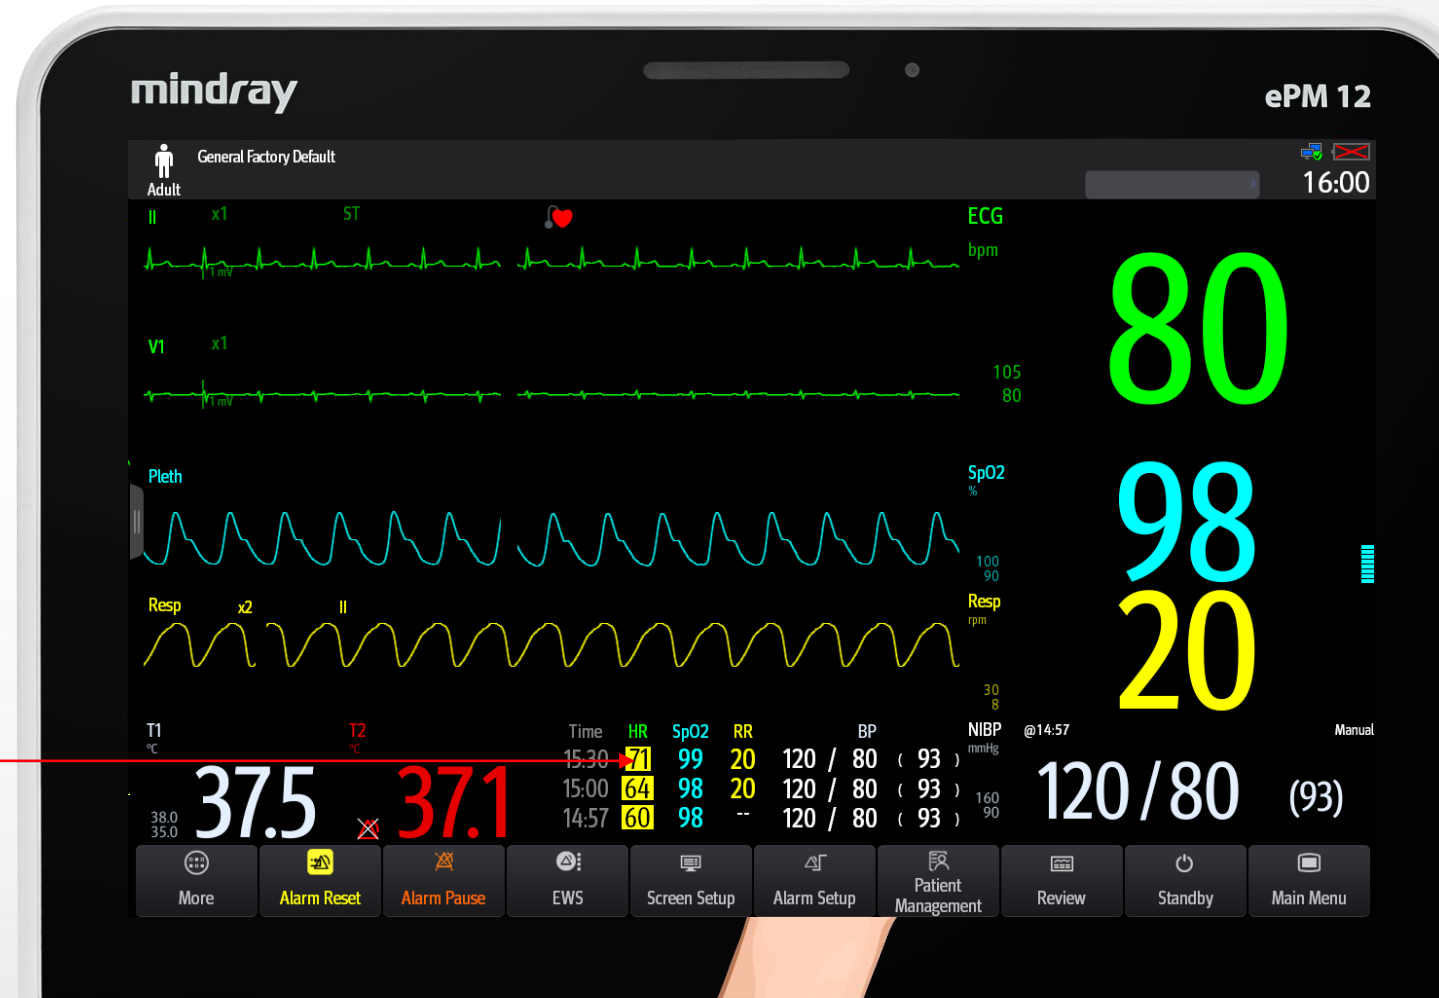 mindray
ePM 12
General Factory Default
Adult
16:00
II x1 ST
1 mV
ECG
bpm
80
V1 x1
1 mV
105
80
Pleth
SpO2
%
98
100
90
Resp x2 II
Resp
rpm
20
30
8
T1
°C
37.5
38.0
35.0
T2
°C
37.1
Time HR SpO2 RR BP
15:30 71 99 20 120 / 80 ( 93 )
15:00 64 98 20 120 / 80 ( 93 )
14:57 60 98 -- 120 / 80 ( 93 )
NIBP @14:57 Manual
mmHg
120/80 (93)
160
90
More
Alarm Reset
Alarm Pause
EWS
Screen Setup
Alarm Setup
Patient
Management
Review
Standby
Main Menu